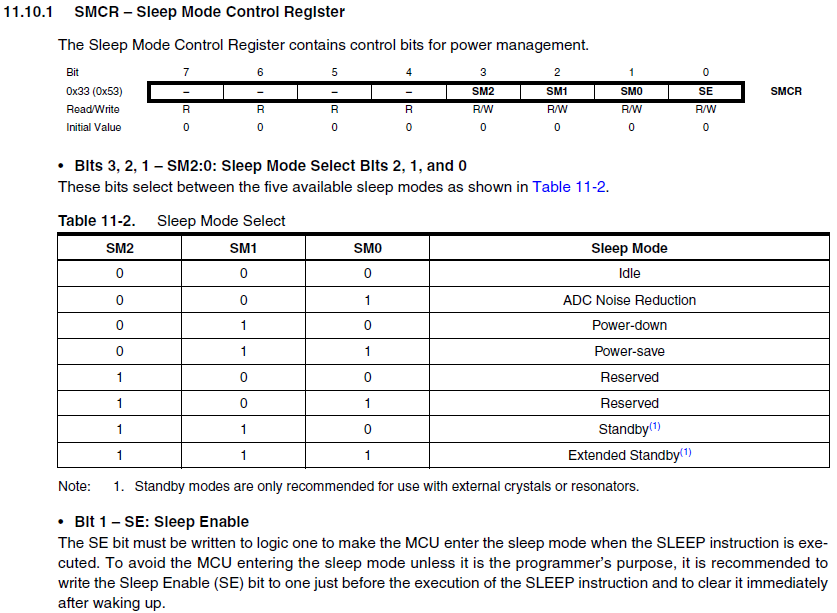 11.10.1 SMCR – Sleep Mode Control Register
The Sleep Mode Control Register contains control bits for power management.
Bit 7 6 5 4 3 2 1 0
0x33 (0x53) – – – – SM2 SM1 SM0 SE SMCR
Read/Write R R R R R/W R/W R/W R/W
Initial Value 0 0 0 0 0 0 0 0
• Bits 3, 2, 1 – SM2:0: Sleep Mode Select Bits 2, 1, and 0
These bits select between the five available sleep modes as shown in Table 11-2.
Table 11-2. Sleep Mode Select
SM2 SM1 SM0 Sleep Mode
0 0 0 Idle
0 0 1 ADC Noise Reduction
0 1 0 Power-down
0 1 1 Power-save
1 0 0 Reserved
1 0 1 Reserved
1 1 0 Standby(1)
1 1 1 Extended Standby(1)
Note: 1. Standby modes are only recommended for use with external crystals or resonators.
• Bit 1 – SE: Sleep Enable
The SE bit must be written to logic one to make the MCU enter the sleep mode when the SLEEP instruction is exe-
cuted. To avoid the MCU entering the sleep mode unless it is the programmer's purpose, it is recommended to
write the Sleep Enable (SE) bit to one just before the execution of the SLEEP instruction and to clear it immediately
after waking up.